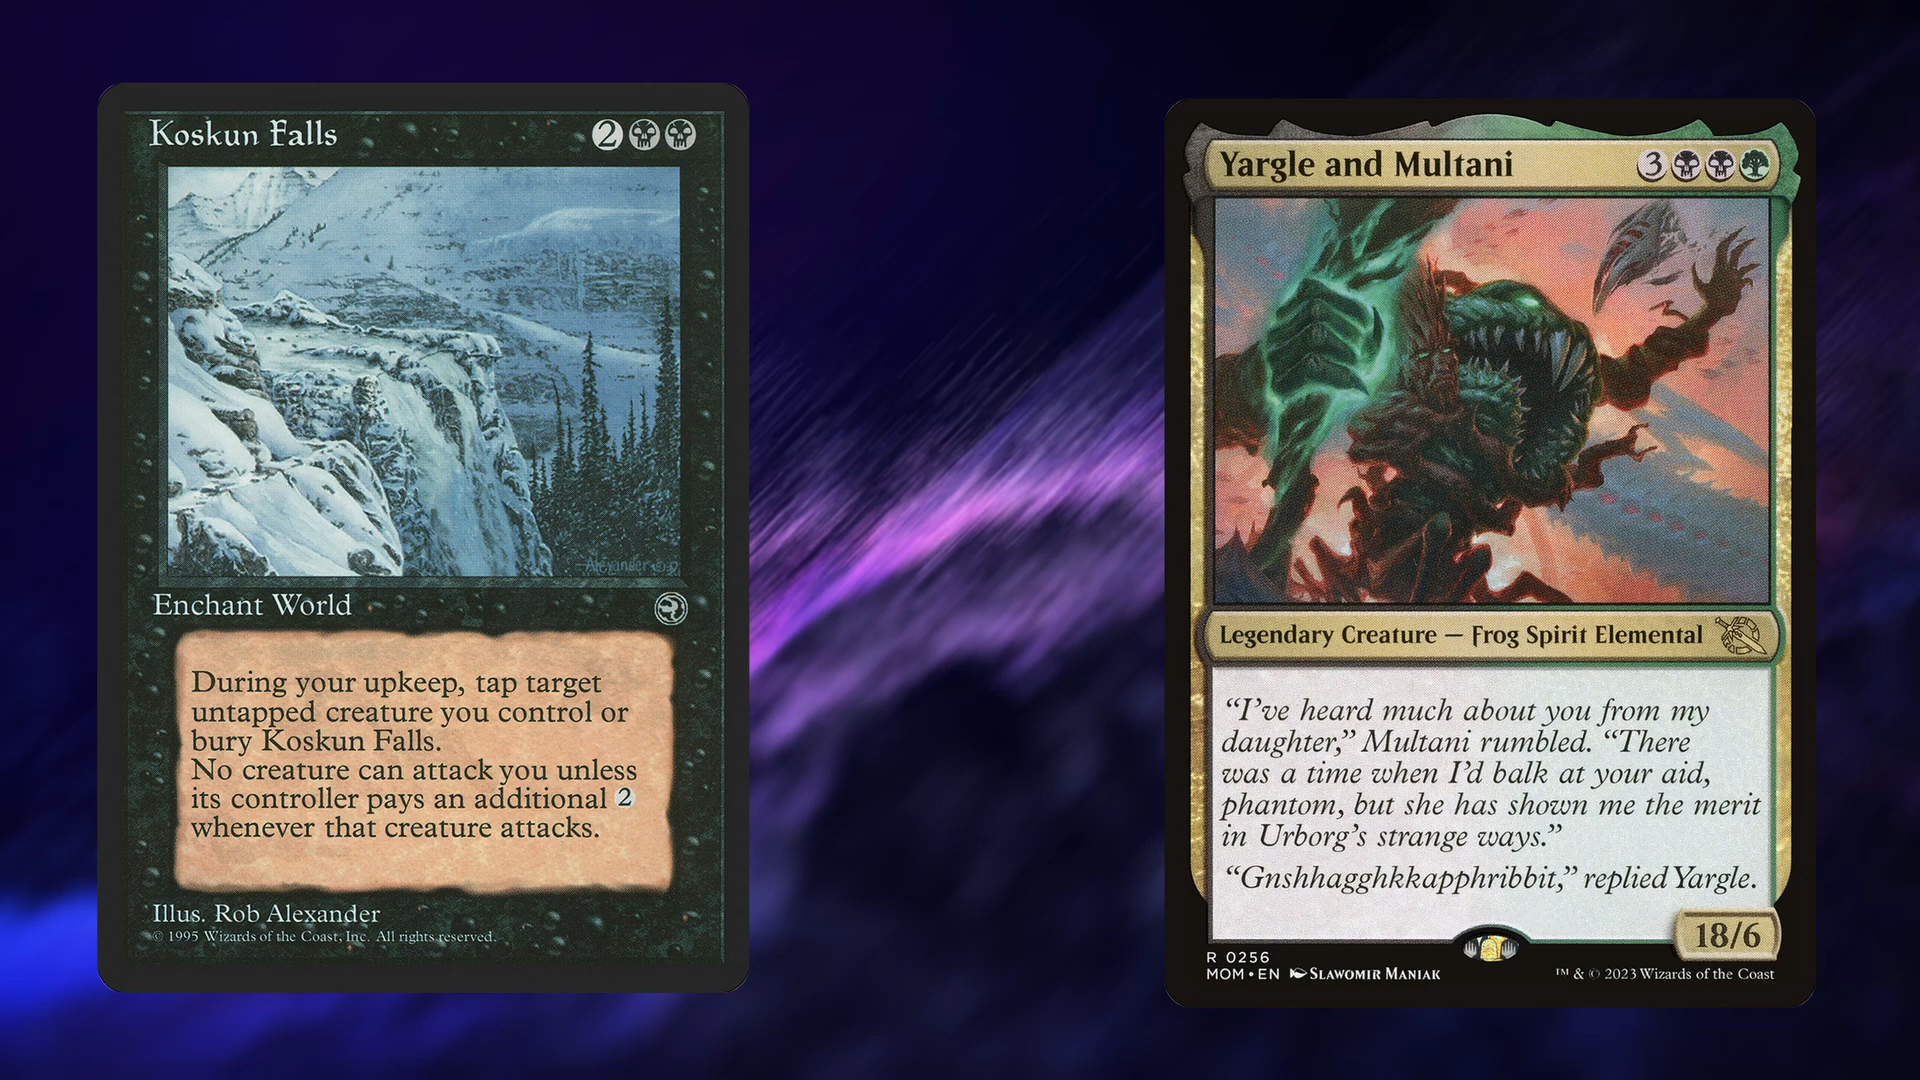 Koskun Falls
2
Enchant World
During your upkeep, tap target
untapped creature you control or
bury Koskun Falls.
No creature can attack you unless
its controller pays an additional 2
whenever that creature attacks.
Illus. Rob Alexander
© 1995 Wizards of the Coast, Inc. All rights reserved.
Yargle and Multani
3
Legendary Creature — Frog Spirit Elemental
“I’ve heard much about you from my
daughter,” Multani rumbled. “There
was a time when I’d balk at your aid,
phantom, but she has shown me the merit
in Urborg’s strange ways.”
“Gnshhagghkkapphribbit,” replied Yargle.
18/6
R 0256
MOM • EN Slawomir Maniak
™ & © 2023 Wizards of the Coast